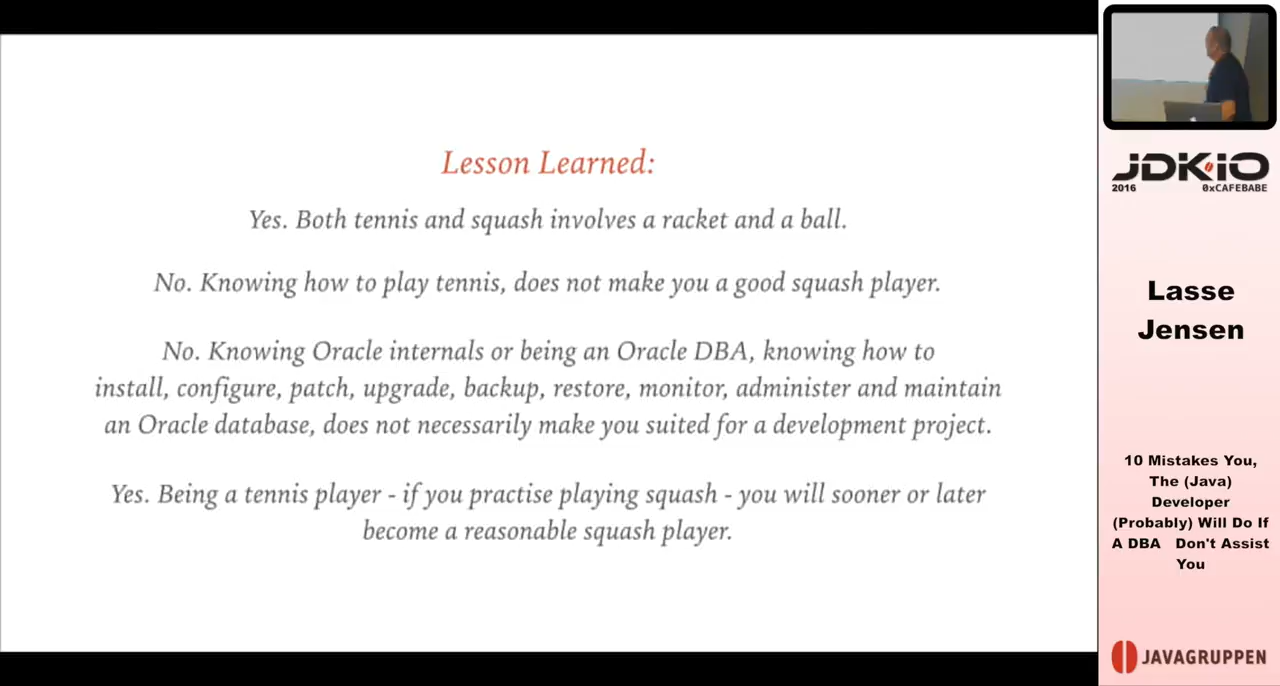 Lesson Learned:
Yes. Both tennis and squash involves a racket and a ball.
No. Knowing how to play tennis, does not make you a good squash player.
No. Knowing Oracle internals or being an Oracle DBA, knowing how to
install, configure, patch, upgrade, backup, restore, monitor, administer and maintain
an Oracle database, does not necessarily make you suited for a development project.
Yes. Being a tennis player - if you practise playing squash - you will sooner or later
become a reasonable squash player.
JDK.iO
2016 0xCAFEBABE
Lasse
Jensen
10 Mistakes You,
The (Java)
Developer
(Probably) Will Do If
A DBA Don't Assist
You
JAVAGRUPPEN